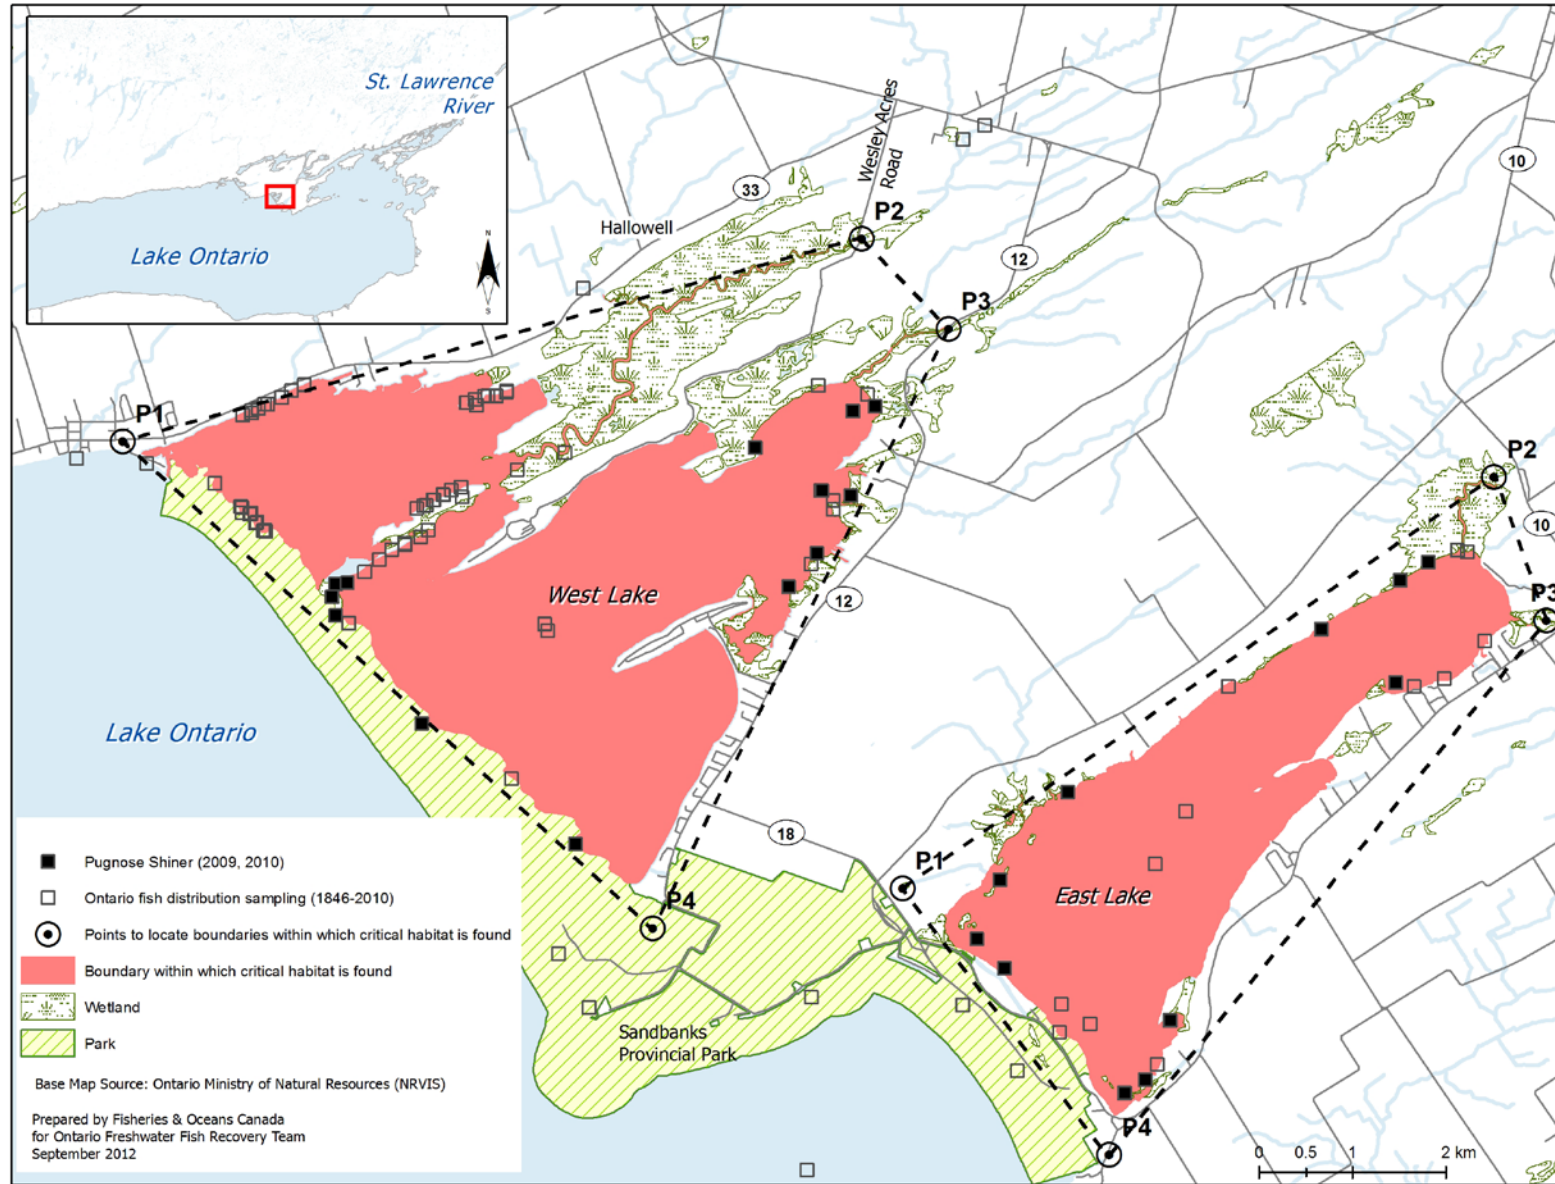 St. Lawrence
River
Lake Ontario
N
S
Wesley Acres
Road
10
33
P2
Hallowell
12
P3
P1
P2
10
P3
West Lake
12
Lake Ontario
18
P1
East Lake
P4
Sandbanks
Provincial Park
P4
Pugnose Shiner (2009, 2010)
Ontario fish distribution sampling (1846-2010)
Points to locate boundaries within which critical habitat is found
Boundary within which critical habitat is found
Wetland
Park
Base Map Source: Ontario Ministry of Natural Resources (NRVIS)
Prepared by Fisheries & Oceans Canada
for Ontario Freshwater Fish Recovery Team
September 2012
0 0.5 1 2 km